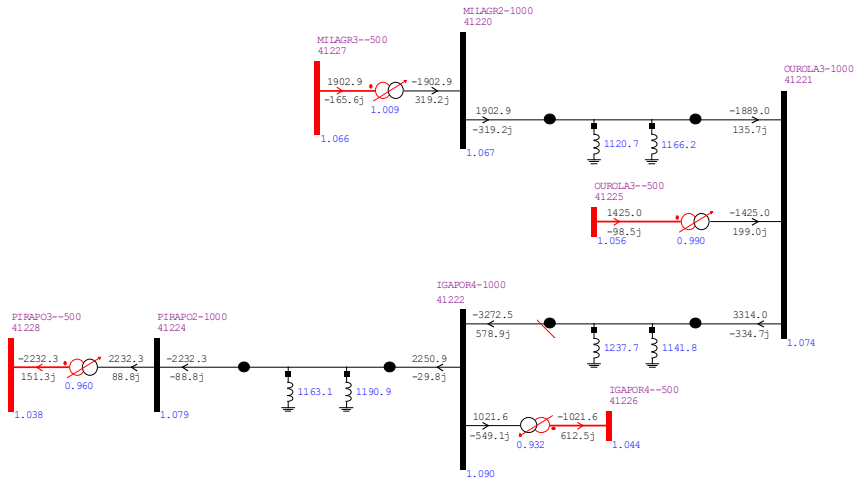 MILAGR2-1000
41220
MILAGR3--500
41227
1902.9
-165.6j
1.009
-1902.9
319.2j
1.066
1.067
1902.9
-319.2j
1120.7
1166.2
-1889.0
135.7j
OUROLA3-1000
41221
OUROLA3--500
41225
1425.0
-98.5j
1.056
0.990
-1425.0
199.0j
IGAPOR4-1000
41222
-3272.5
578.9j
1237.7
1141.8
3314.0
-334.7j
1.074
PIRAPO3--500
41228
PIRAPO2-1000
41224
-2232.3
151.3j
0.960
2232.3
88.8j
-2232.3
-88.8j
1163.1
1190.9
2250.9
-29.8j
1.038
1.079
IGAPOR4--500
41226
1021.6
-549.1j
0.932
-1021.6
612.5j
1.044
1.090